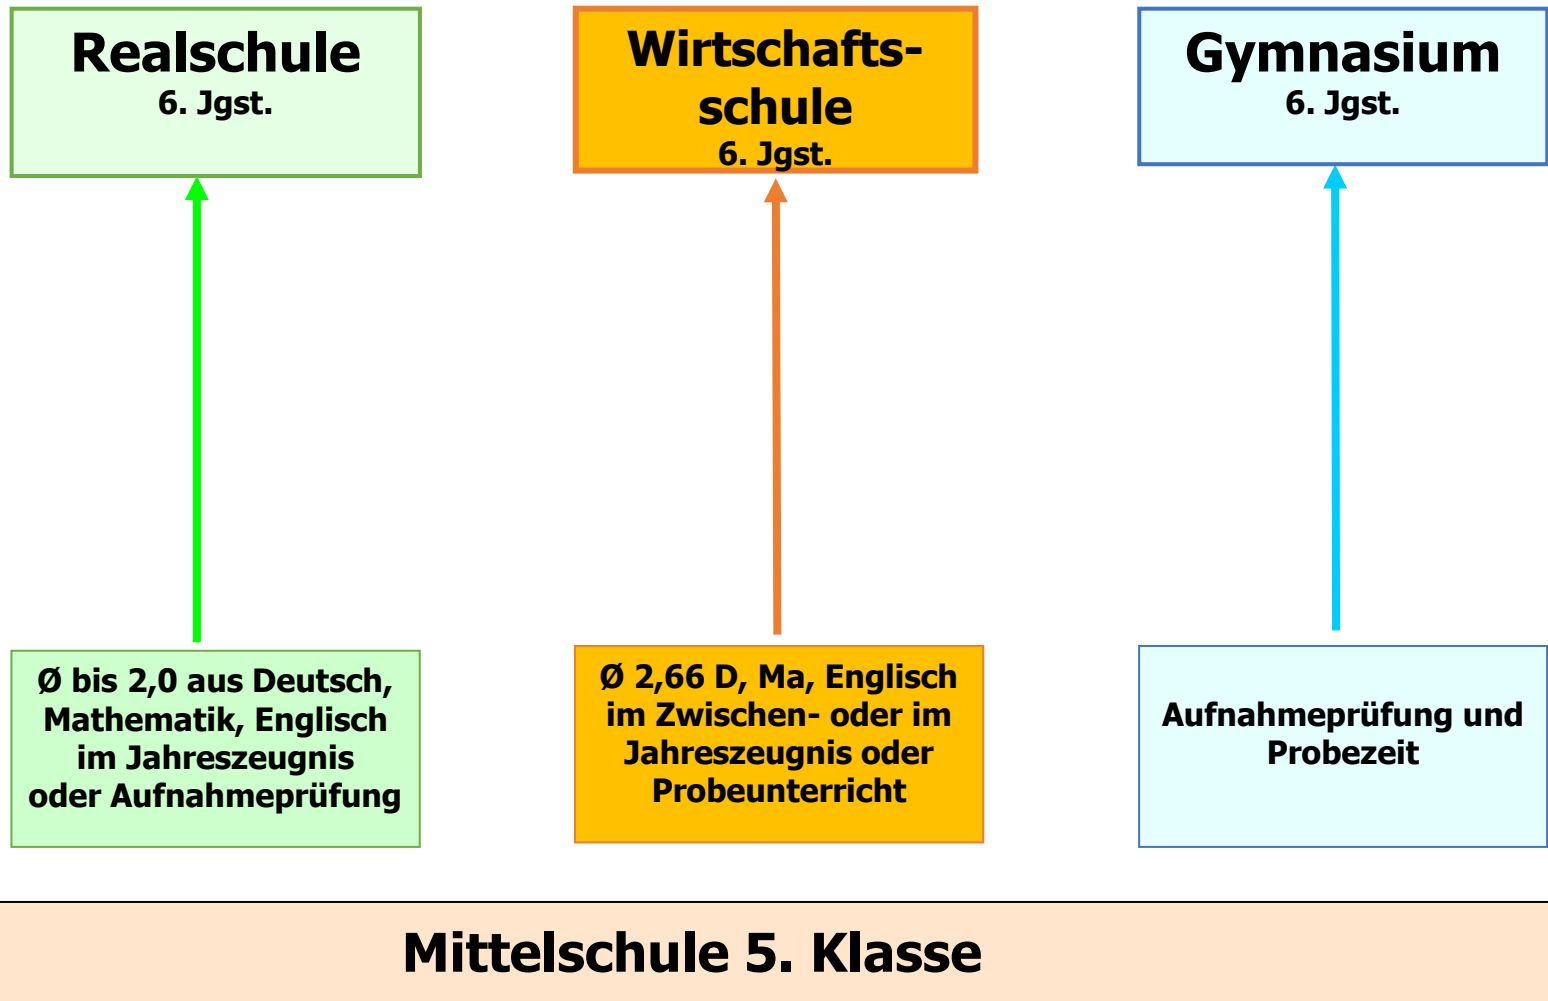 Realschule
6. Jgst.
Wirtschafts-
schule
6. Jgst.
Gymnasium
6. Jgst.
Ø bis 2,0 aus Deutsch,
Mathematik, Englisch
im Jahreszeugnis
oder Aufnahmeprüfung
Ø 2,66 D, Ma, Englisch
im Zwischen- oder im
Jahreszeugnis oder
Probeunterricht
Aufnahmeprüfung und
Probezeit
Mittelschule 5. Klasse